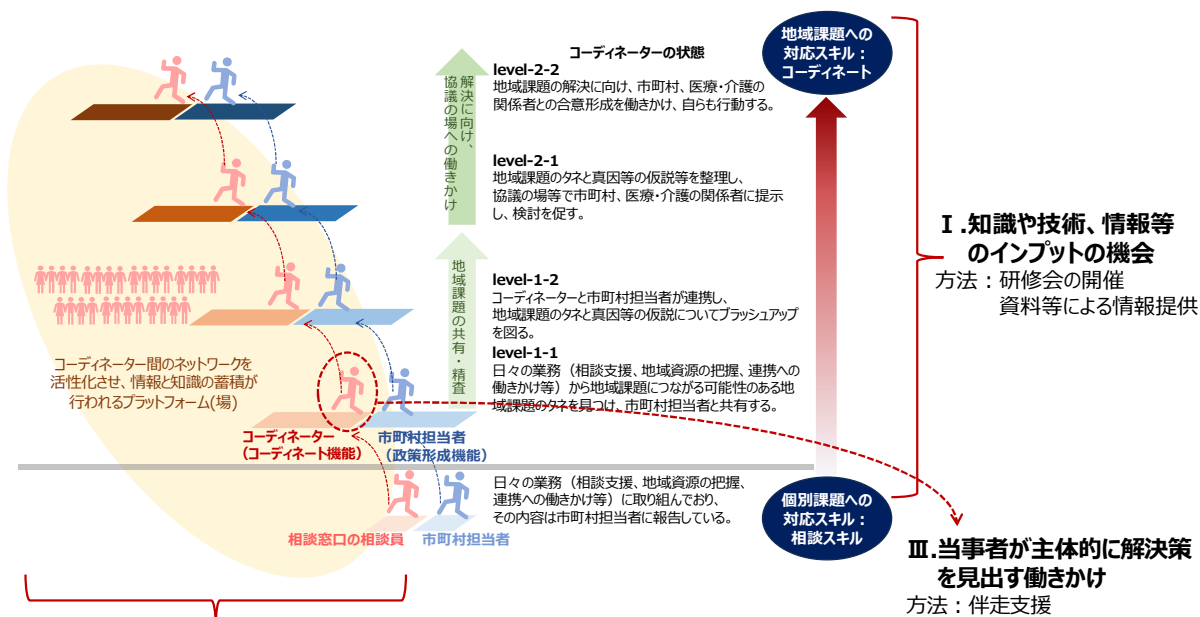 コーディネーターの状態
地域課題への
対応スキル：
コーディネート
解決に向け、
協議の場への働きかけ
level-2-2
地域課題の解決に向け、市町村、医療・介護の
関係者との合意形成を働きかけ、自らも行動する。
level-2-1
地域課題のタネと真因等の仮説等を整理し、
協議の場等で市町村、医療・介護の関係者に提示
し、検討を促す。
Ⅰ.知識や技術、情報等
のインプットの機会
方法：研修会の開催
資料等による情報提供
地域課題の共有・精査
level-1-2
コーディネーターと市町村担当者が連携し、
地域課題のタネと真因等の仮説についてブラッシュアップ
を図る。
level-1-1
日々の業務（相談支援、地域資源の把握、連携への
働きかけ等）から地域課題につながる可能性のある地
域課題のタネを見つけ、市町村担当者と共有する。
コーディネーター間のネットワークを
活性化させ、情報と知識の蓄積が
行われるプラットフォーム(場)
コーディネーター
（コーディネート機能）
市町村担当者
（政策形成機能）
日々の業務（相談支援、地域資源の把握、
連携への働きかけ等）に取り組んでおり、
その内容は市町村担当者に報告している。
相談窓口の相談員
市町村担当者
個別課題への
対応スキル：
相談スキル
Ⅲ.当事者が主体的に解決策
を見出す働きかけ
方法：伴走支援